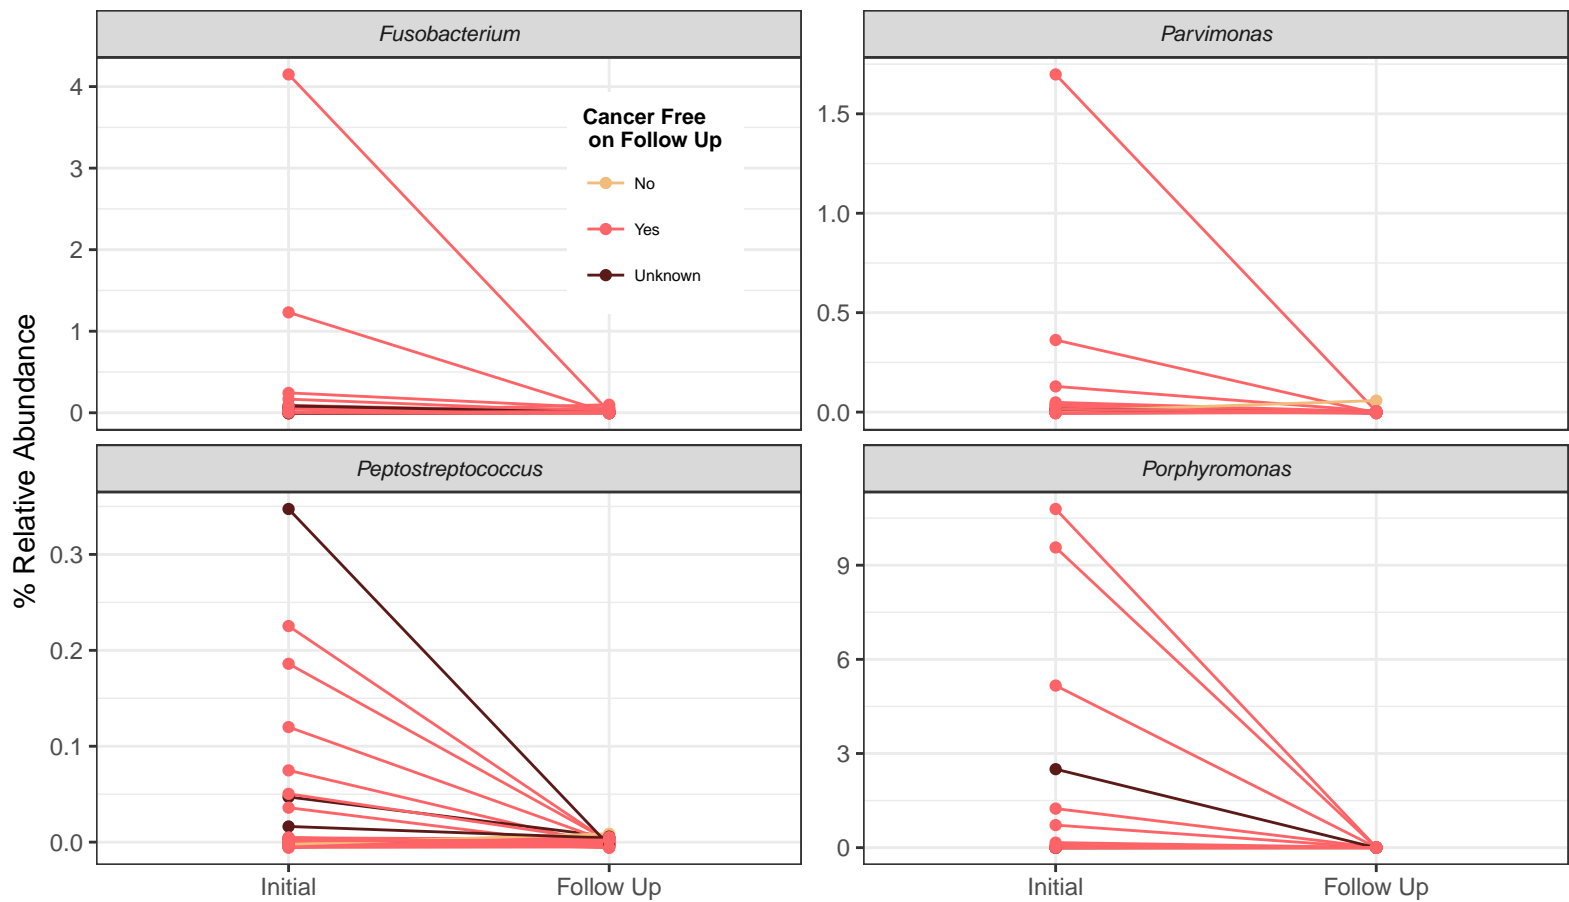 Fusobacterium
Parvimonas
4
3
2
1
0
Cancer Free
on Follow Up
No
Yes
Unknown
1.5
1.0
0.5
0.0
% Relative Abundance
Peptostreptococcus
Porphyromonas
0.3
0.2
0.1
0.0
9
6
3
0
Initial
Follow Up
Initial
Follow Up